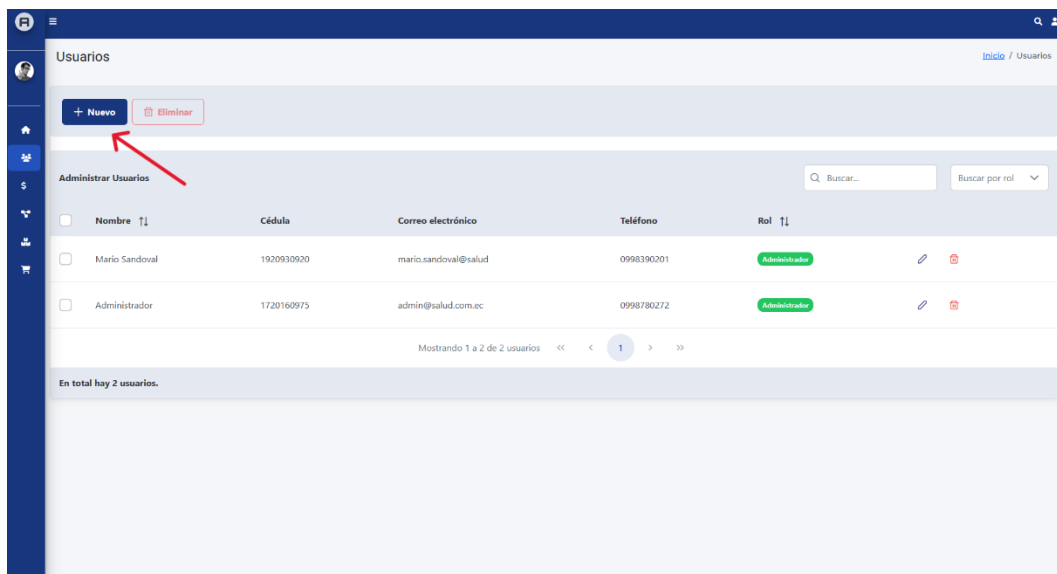 Usuarios
Inicio / Usuarios
+ Nuevo
Eliminar
Administrar Usuarios
Buscar...
Buscar por rol
Nombre Cédula Correo electrónico Teléfono Rol
Mario Sandoval 1920930920 mario.sandoval@salud 0998390201 Administrador
Administrador 1720160975 admin@salud.com.ec 0998780272 Administrador
Mostrando 1 a 2 de 2 usuarios << < 1 > >>
En total hay 2 usuarios.